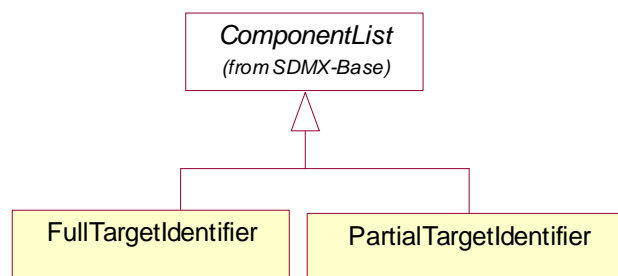 ComponentList
(from SDMX-Base)
FullTargetIdentifier
PartialTargetIdentifier